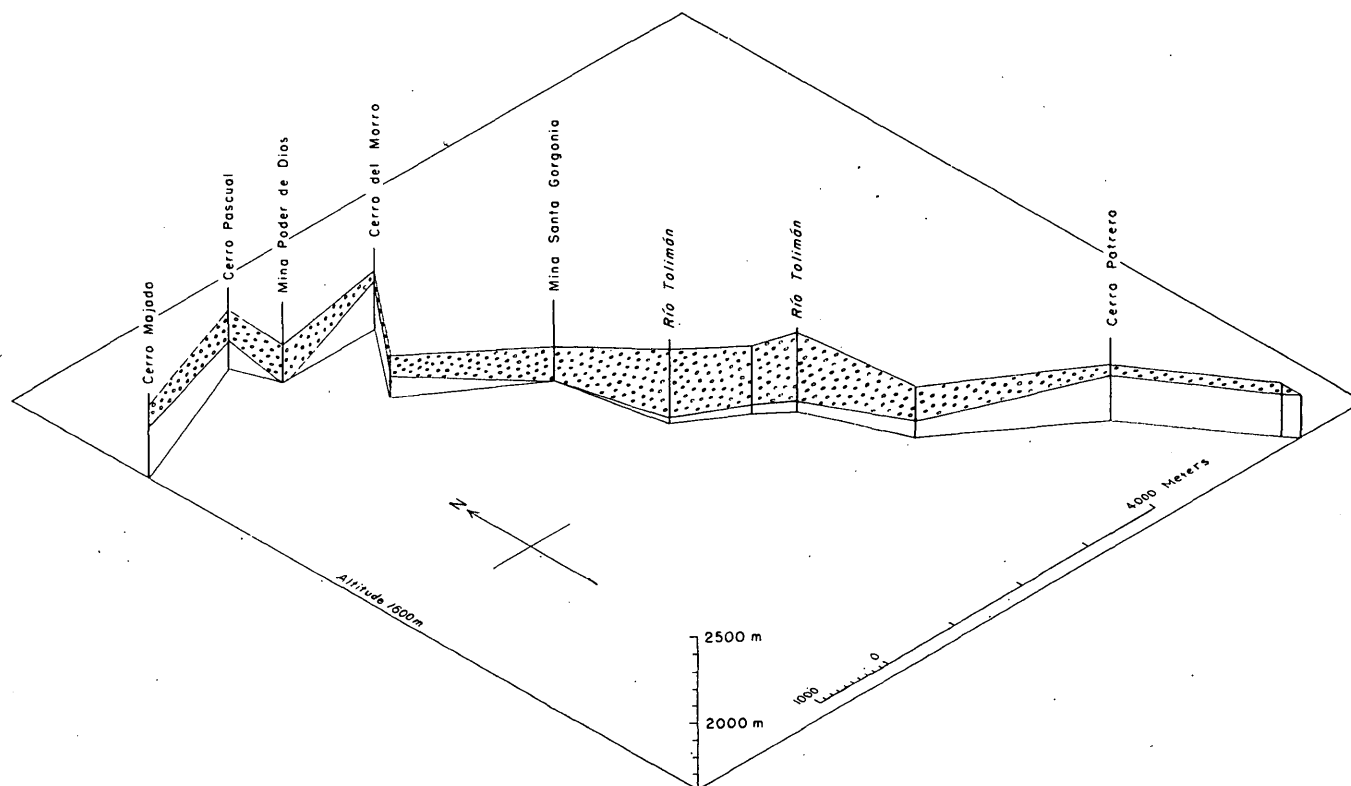 Cerro Mojado
Cerro Pascual
Mina Poder de Dios
Cerro del Morro
Mina Santa Gorgonia
Río Tolimán
Río Tolimán
Cerro Potrero
N
Altitude 1600m
2500 m
2000 m
1000
0
4000 Meters